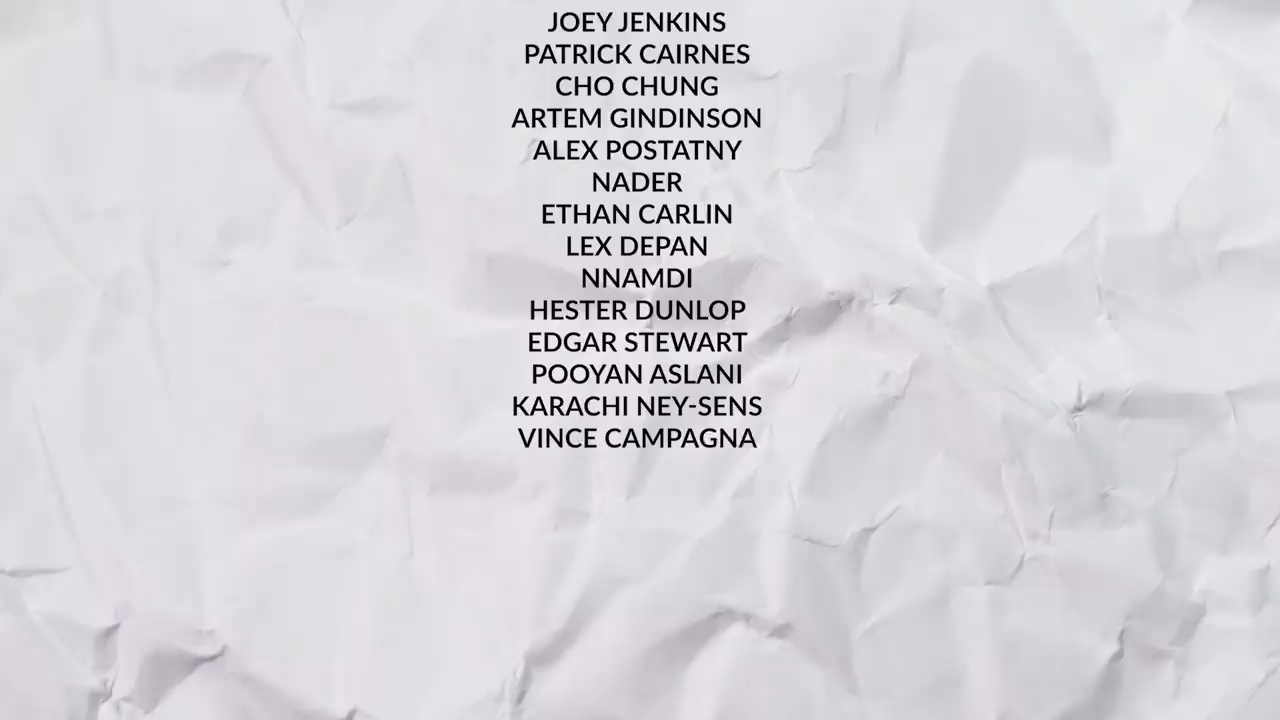 JOEY JENKINS
PATRICK CAIRNES
CHO CHUNG
ARTEM GINDINSON
ALEX POSTATNY
NADER
ETHAN CARLIN
LEX DEPAN
NNAMDI
HESTER DUNLOP
EDGAR STEWART
POOYAN ASLANI
KARACHI NEY-SENS
VINCE CAMPAGNA